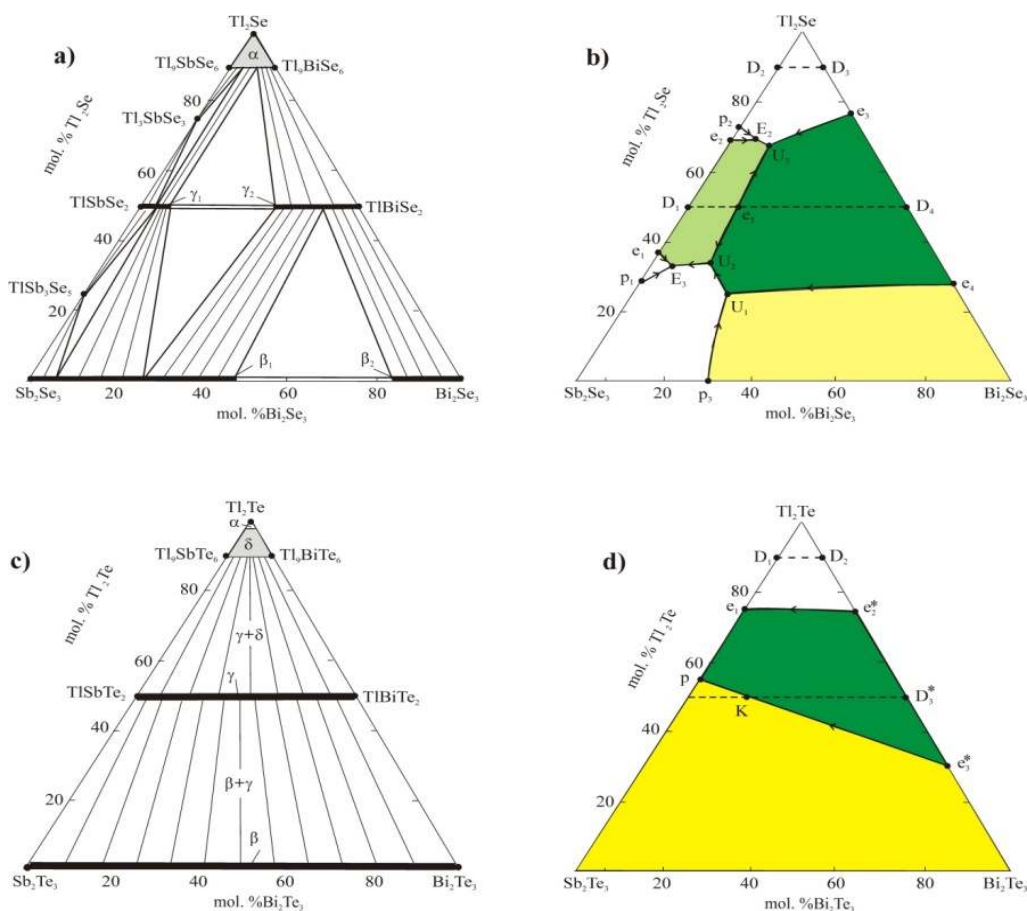 a)
Tl₂Se
α
Tl₉SbSe₆
Tl₉BiSe₆
mol. % Tl₂Se
80
Tl₃SbSe₃
60
TlSbSe₂
γ₁
γ₂
TlBiSe₂
40
TlSb₃Se₅
20
β₁
β₂
Sb₂Se₃
20
40
60
80
Bi₂Se₃
mol. %Bi₂Se₃
b)
Tl₂Se
D₂
D₃
mol. % Tl₂Se
80
p₂
e₃
e₂
E₂
60
D₁
D₄
40
e₁
U₂
p₁
E₃
e₄
20
U₁
Sb₂Se₃
20
p₃
40
60
80
Bi₂Se₃
mol. %Bi₂Se₃
c)
Tl₂Te
α
Tl₉SbTe₆
δ
Tl₉BiTe₆
mol. % Tl₂Te
80
γ+δ
60
TlSbTe₂
γ
TlBiTe₂
40
β+γ
20
β
Sb₂Te₃
20
40
60
80
Bi₂Te₃
mol. %Bi₂Te₃
d)
Tl₂Te
D₁
D₂
mol. % Tl₂Te
80
e₁
e₂*
60
p
K
D₃*
40
e₃*
20
Sb₂Te₃
20
40
60
80
Bi₂Te₃
mol. %Bi₂Te₃